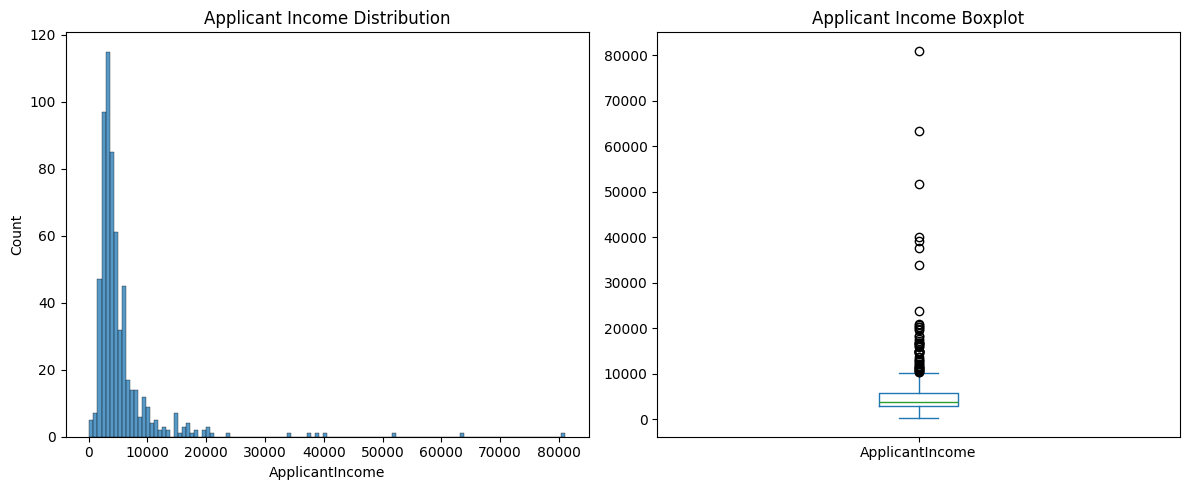 Applicant Income Distribution
120
100
80
60
40
20
0
Count
0 10000 20000 30000 40000 50000 60000 70000 80000
ApplicantIncome
Applicant Income Boxplot
80000
70000
60000
50000
40000
30000
20000
10000
0
ApplicantIncome